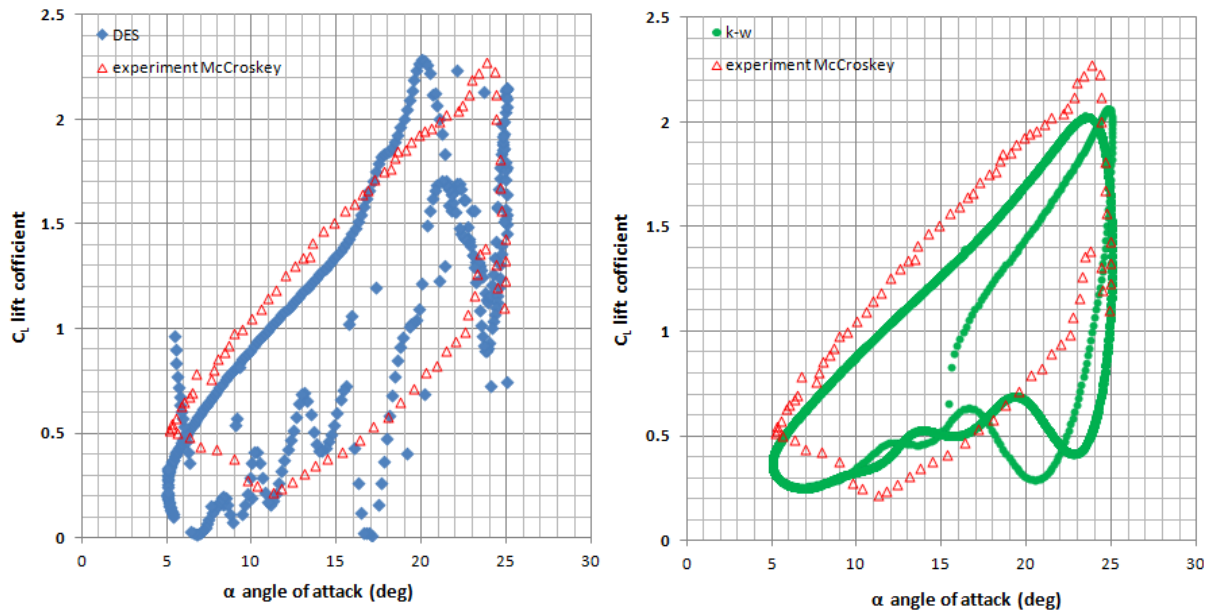 2.5
DES
experiment McCroskey
2
1.5
1
0.5
0
C_L lift cofficient
0 5 10 15 20 25 30
α angle of attack (deg)
2.5
k-w
experiment McCroskey
2
1.5
1
0.5
0
C_L lift cofficient
0 5 10 15 20 25 30
α angle of attack (deg)